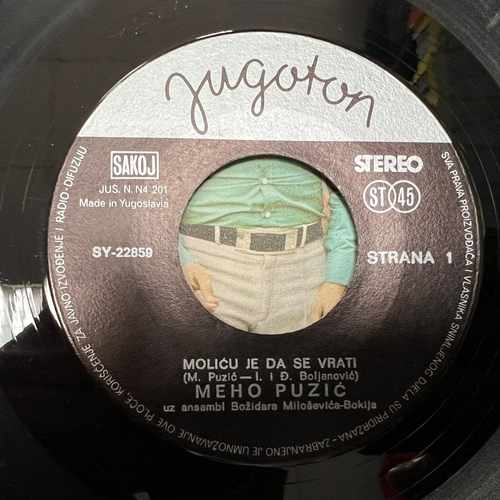 Jugoton
SAKOJ
JUS. N. N4 201
Made in Yugoslavia
STEREO
ST 45
SY-22859
STRANA 1
MOLIĆU JE DA SE VRATI
(M. Puzić—I. i Đ. Boljanović)
MEHO PUZIĆ
uz ansambl Božidara Miloševića-Bokija
SVA PRAVA PROIZVOĐAČA I VLASNIKA SNIMLJENOG DJELA SU PRIDRŽANA - ZABRANJENO JE UMNOŽAVANJE OVE PLOČE, KORIŠĆENJE ZA JAVNO IZVOĐENJE I RADIO-DIFUZIJU